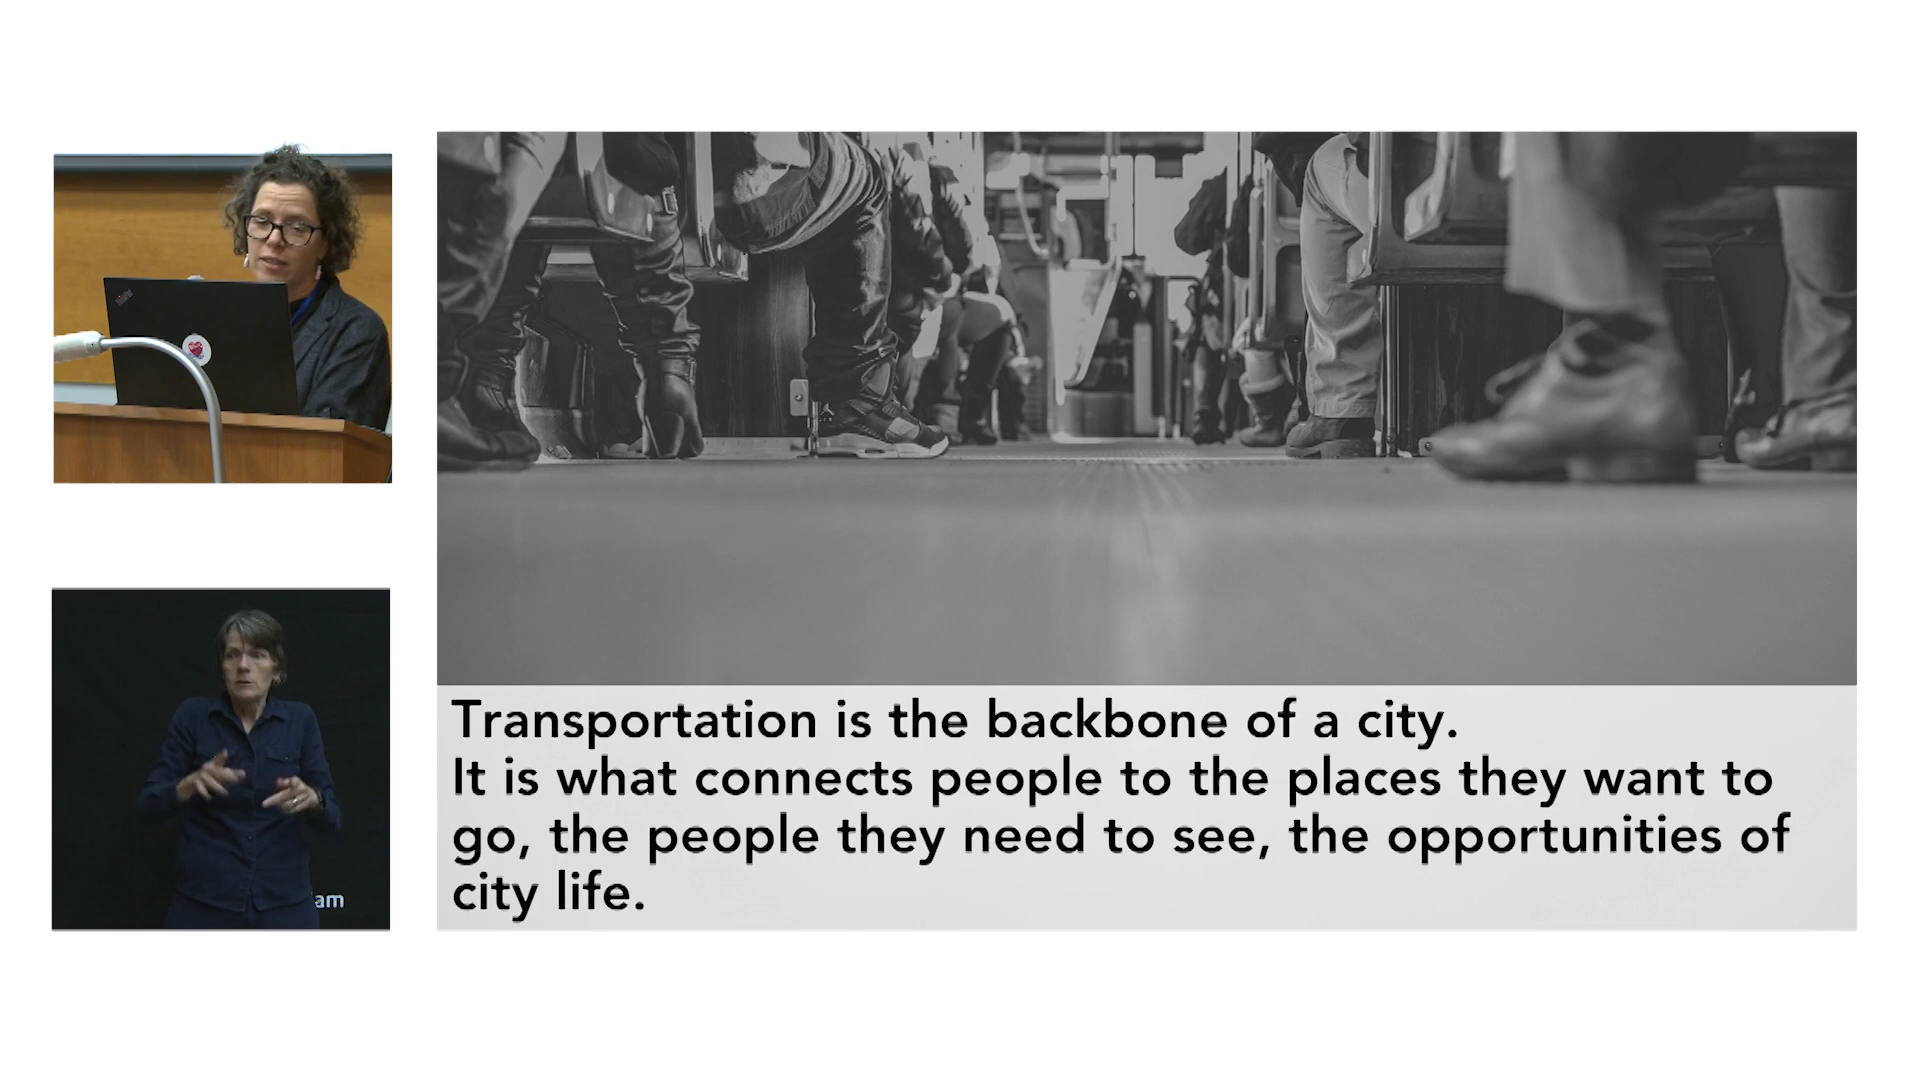 Transportation is the backbone of a city.
It is what connects people to the places they want to
go, the people they need to see, the opportunities of
city life.
am